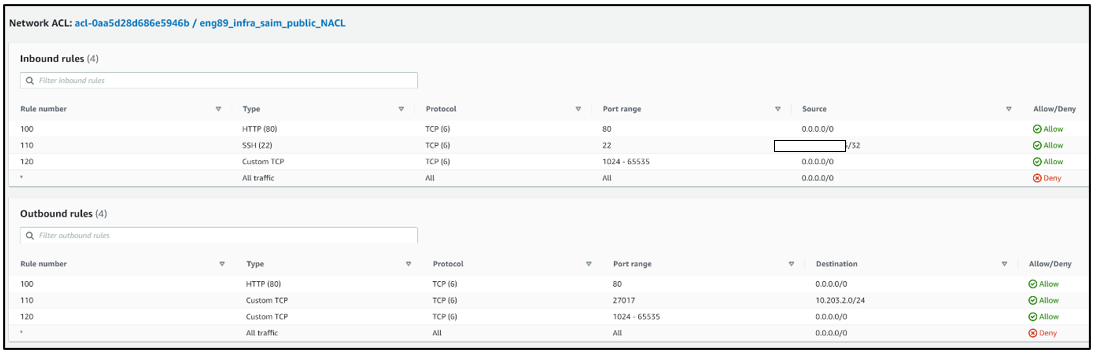 Network ACL: acl-0aa5d28d686e5946b / eng89_infra_saim_public_NACL
Inbound rules (4)
Filter inbound rules
Rule number Type Protocol Port range Source Allow/Deny
100 HTTP (80) TCP (6) 80 0.0.0.0/0 Allow
110 SSH (22) TCP (6) 22 /32 Allow
120 Custom TCP TCP (6) 1024 - 65535 0.0.0.0/0 Allow
* All traffic All All 0.0.0.0/0 Deny
Outbound rules (4)
Filter outbound rules
Rule number Type Protocol Port range Destination Allow/Deny
100 HTTP (80) TCP (6) 80 0.0.0.0/0 Allow
110 Custom TCP TCP (6) 27017 10.203.2.0/24 Allow
120 Custom TCP TCP (6) 1024 - 65535 0.0.0.0/0 Allow
* All traffic All All 0.0.0.0/0 Deny